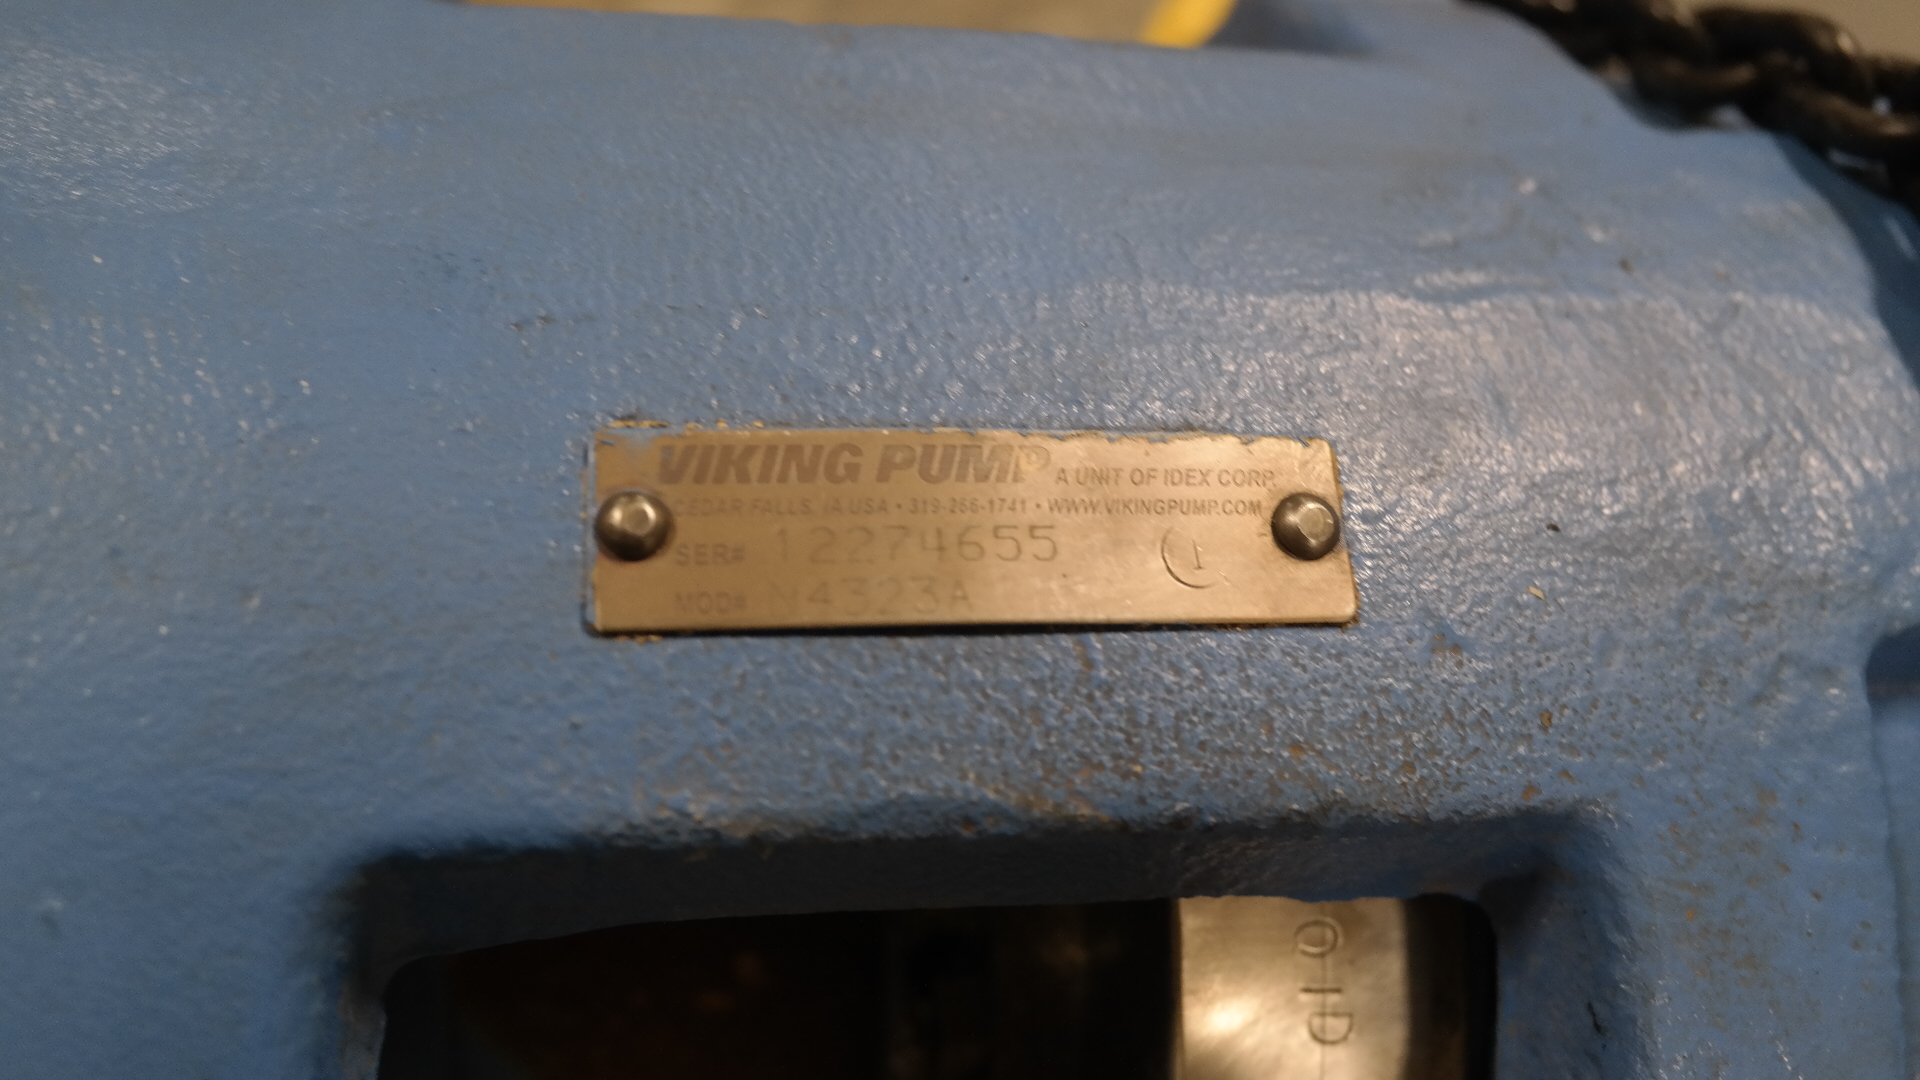 VIKING PUMP A UNIT OF IDEX CORP.
CEDAR FALLS, IA USA • 319-266-1741 • WWW.VIKINGPUMP.COM
SER# 12274655 1
MOD# N4323A